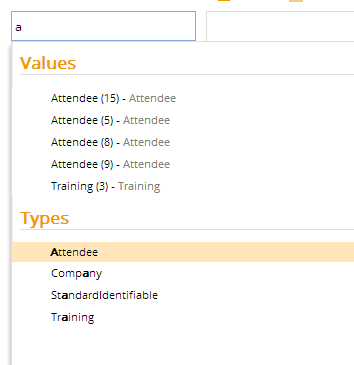 a
Values
Attendee (15) - Attendee
Attendee (5) - Attendee
Attendee (8) - Attendee
Attendee (9) - Attendee
Training (3) - Training
Types
Attendee
Company
StandardIdentifiable
Training